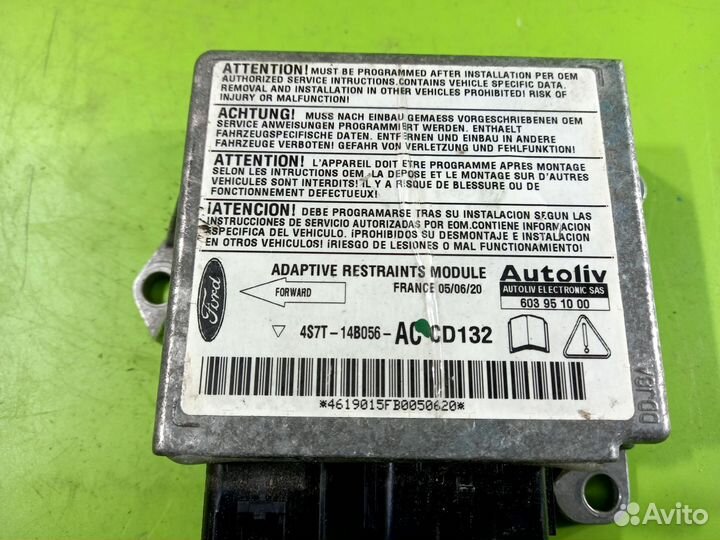 ATTENTION! MUST BE PROGRAMMED AFTER INSTALLATION PER OEM
AUTHORIZED SERVICE INTRUCTIONS.CONTAINS VEHICLE SPECIFIC DATA.
REMOVAL AND INSTALLATION IN OTHER VEHICLES PROHIBITED! RISK OF
INJURY OR MALFUNCTION!
ACHTUNG! MUSS NACH EINBAU GEMAESS VORGESCHRIEBENEN OEM
SERVICE ANWEISUNGEN PROGRAMMIERT WERDEN. ENTHAELT
FAHRZEUGSPEZIFISCHE DATEN. ENTFERNEN UND EINBAU IN ANDERE
FAHRZEUGE VERBOTEN! GEFAHR VON VERLETZUNG UND FEHLFUNKTION!
ATTENTION! L'APPAREIL DOIT ETRE PROGRAMME APRES MONTAGE
SELON LES INTRUCTIONS OEM LA DEPOSE ET LE MONTAGE SUR D'AUTRES
VEHICULES SONT INTERDITS! IL Y A RISQUE DE BLESSURE OU DE
FONCTIONNEMENT DEFECTUEUX!
¡ATENCION! DEBE PROGRAMARSE TRAS SU INSTALACION SEGUN LAS
INSTRUCCIONES DE SERVICIO AUTORIZADAS POR EOM.CONTIENE INFORMACION
ESPECIFICA DEL VEHICULO. ¡PROHIBIDOS SU DESMONTAJE E INSTALACION
EN OTROS VEHICULOS! ¡RIESGO DE LESIONES O MAL FUNCIONAMIENTO!
Ford
FORWARD
ADAPTIVE RESTRAINTS MODULE
FRANCE 05/06/20
Autoliv
AUTOLIV ELECTRONIC SAS
603 95 10 00
4S7T-14B056-AC CD132
*4619015FB0050620*
DDJ8A
Avito